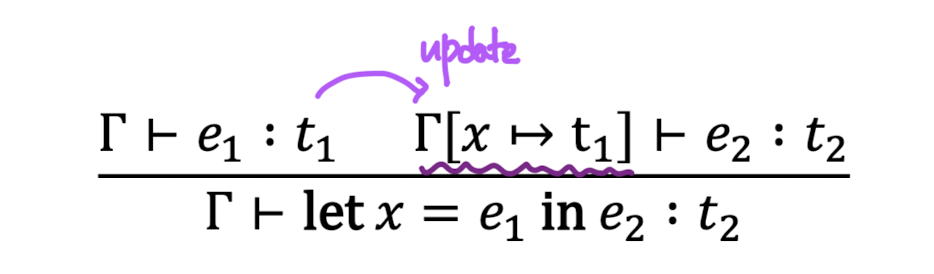 update
Γ ⊢ e₁ : t₁ Γ[x ↦ t₁] ⊢ e₂ : t₂
Γ ⊢ let x = e₁ in e₂ : t₂